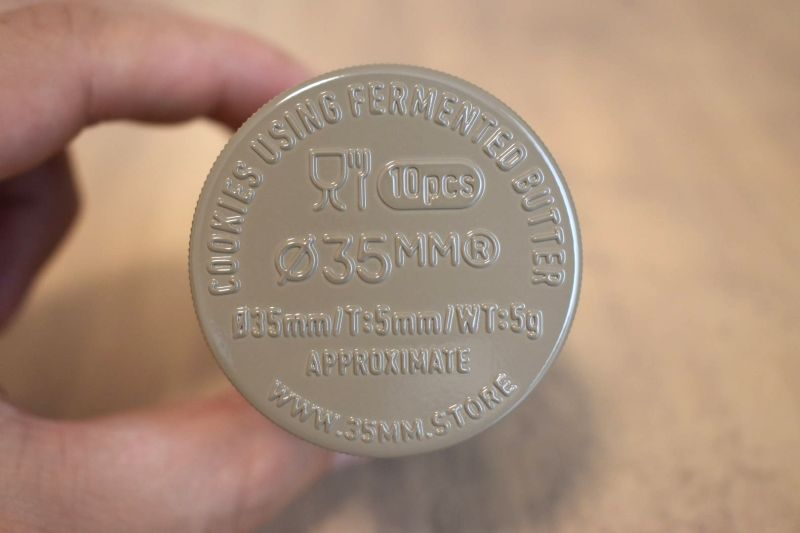 COOKIES USING FERMENTED BUTTER
10pcs
Ø35MM®
Ø35mm/T:5mm/WT:5g
APPROXIMATE
WWW.35MM.STORE